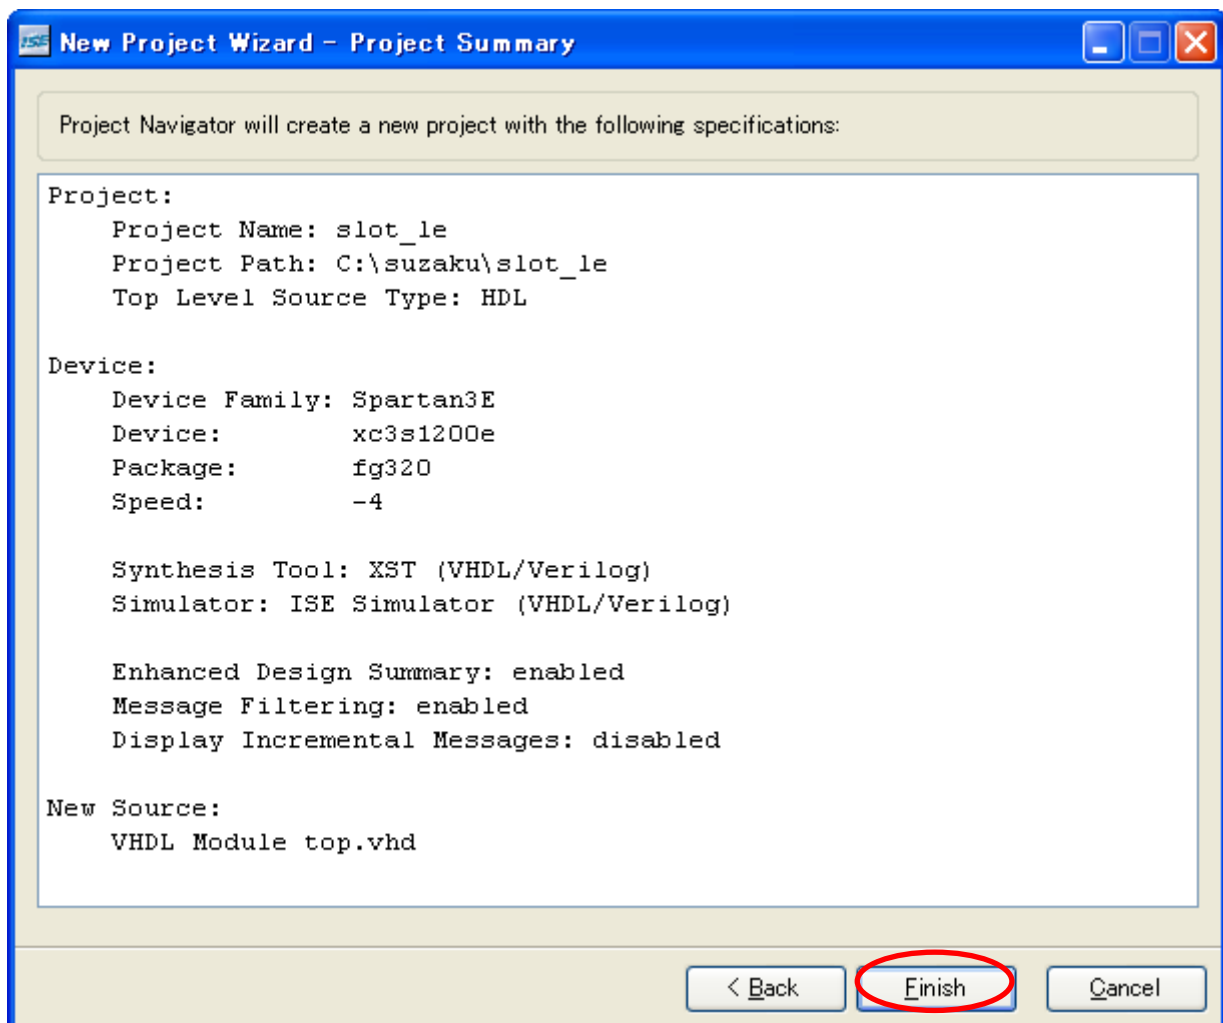 ISE New Project Wizard - Project Summary
Project Navigator will create a new project with the following specifications:
Project:
Project Name: slot_le
Project Path: C:\suzaku\slot_le
Top Level Source Type: HDL
Device:
Device Family: Spartan3E
Device: xc3s1200e
Package: fg320
Speed: -4
Synthesis Tool: XST (VHDL/Verilog)
Simulator: ISE Simulator (VHDL/Verilog)
Enhanced Design Summary: enabled
Message Filtering: enabled
Display Incremental Messages: disabled
New Source:
VHDL Module top.vhd
< Back Finish Cancel